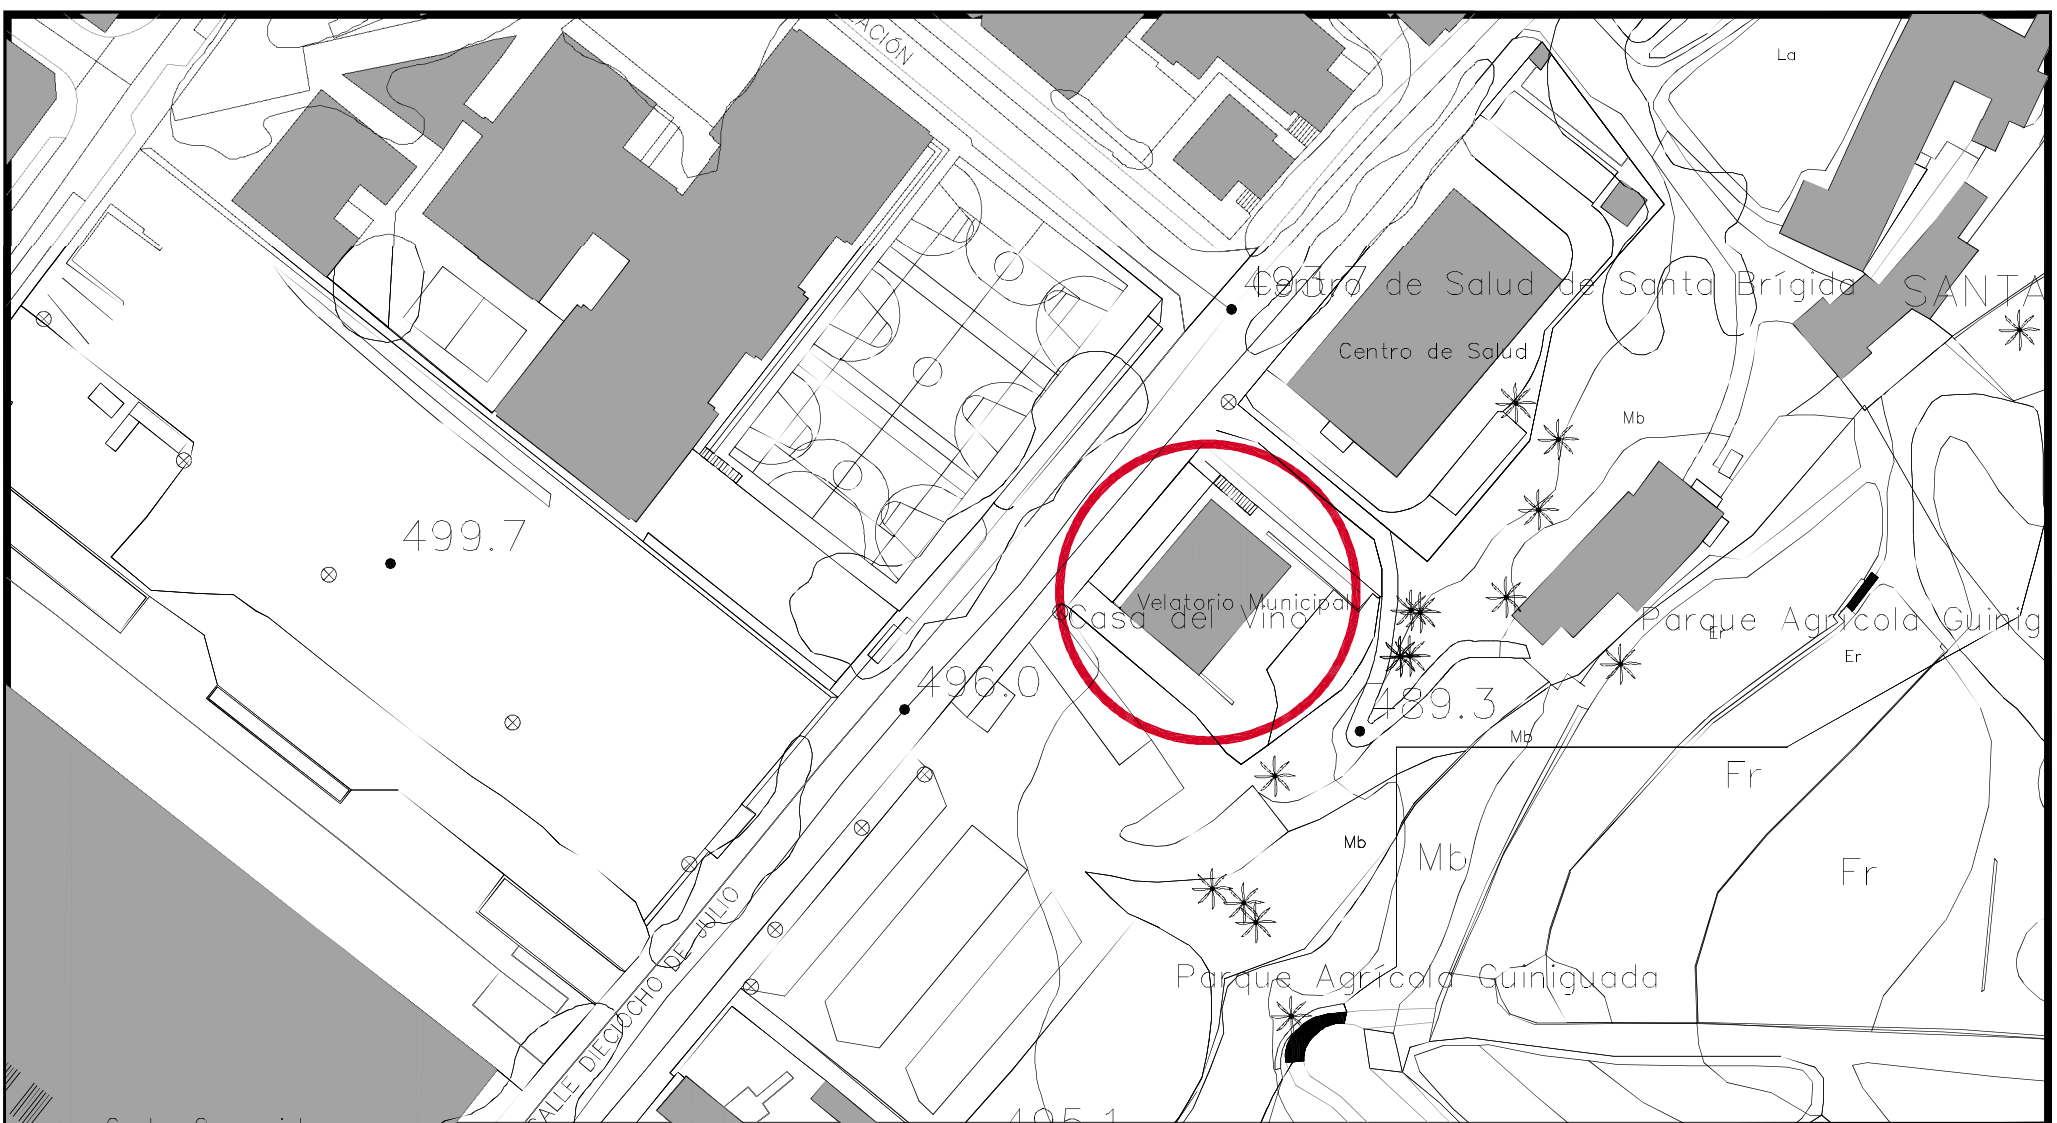 ACIÓN
La
Centro de Salud de Santa Brígida
SANTA
Centro de Salud
Mb
499.7
Velatorio Municipal
Casa del Vino
Parque Agrícola Guinig
Er
Er
496.0
489.3
Mb
Fr
Mb
Mb
Fr
CALLE DIECIOCHO DE JULIO
Parque Agrícola Guiniguada
495.1